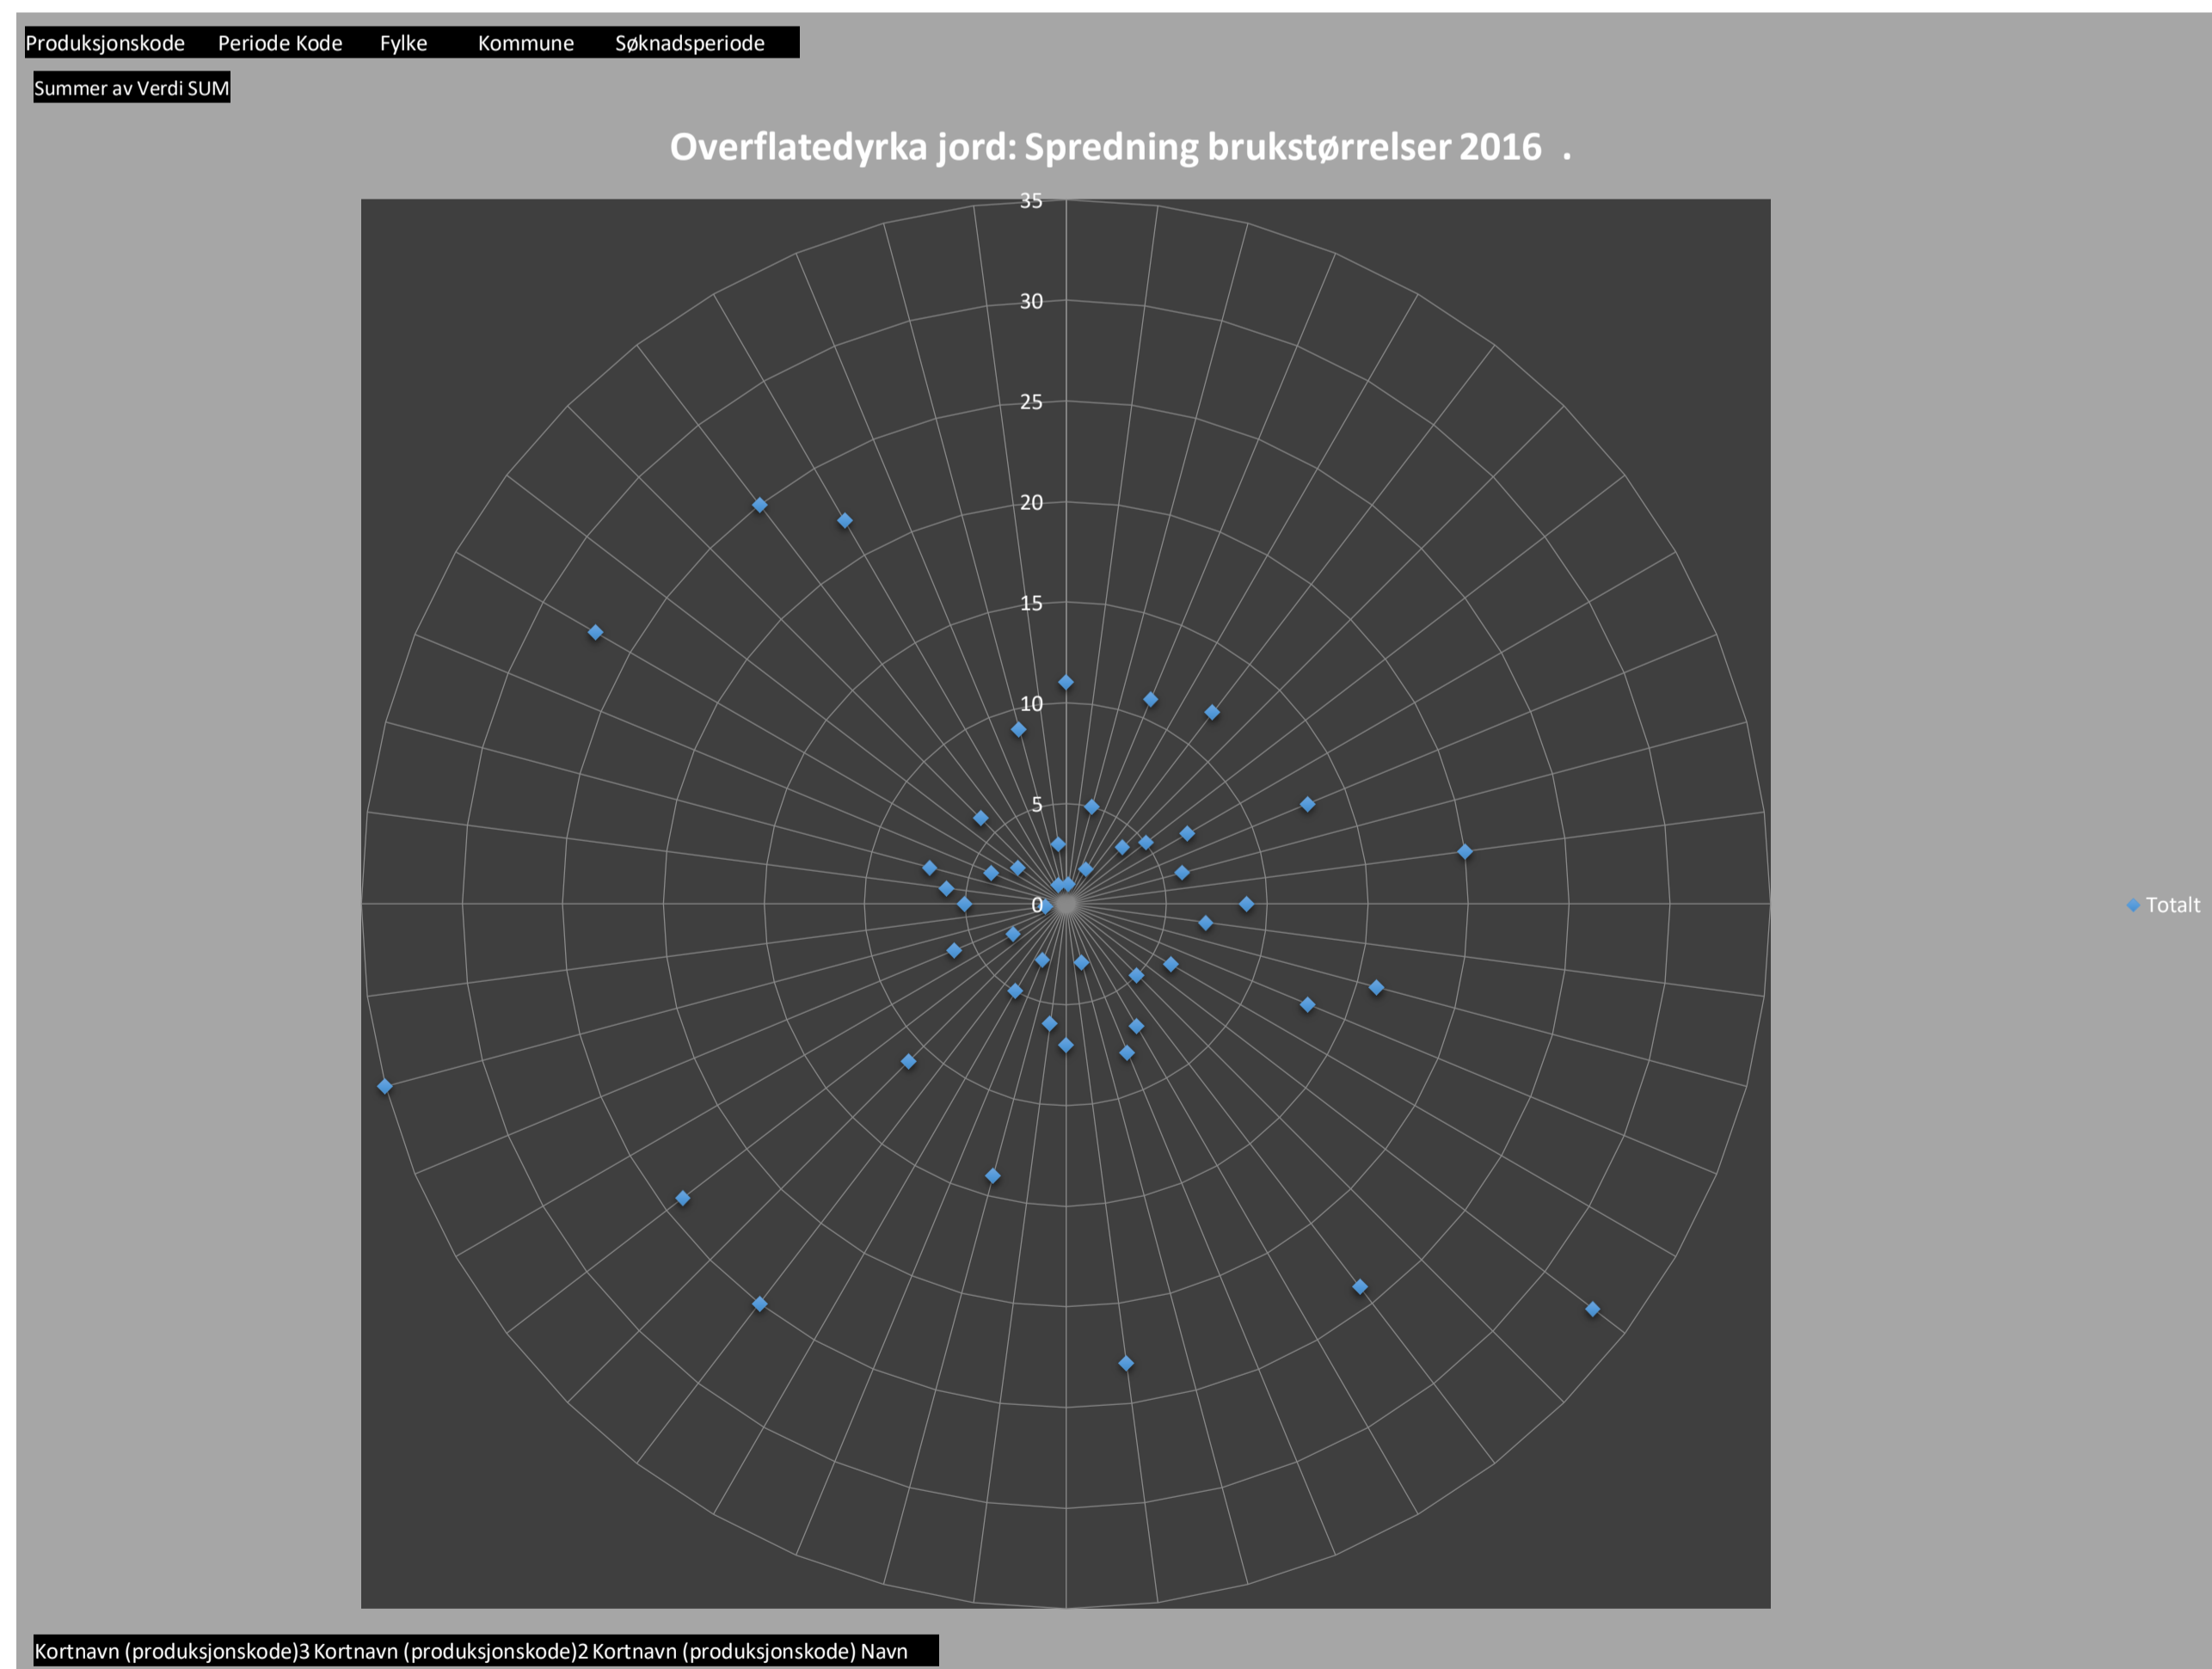 Produksjonskode Periode Kode Fylke Kommune Søknadsperiode
Summer av Verdi SUM
Overflatedyrka jord: Spredning brukstørrelser 2016 .
35
30
25
20
15
10
5
0
Totalt
Kortnavn (produksjonskode)3 Kortnavn (produksjonskode)2 Kortnavn (produksjonskode) Navn